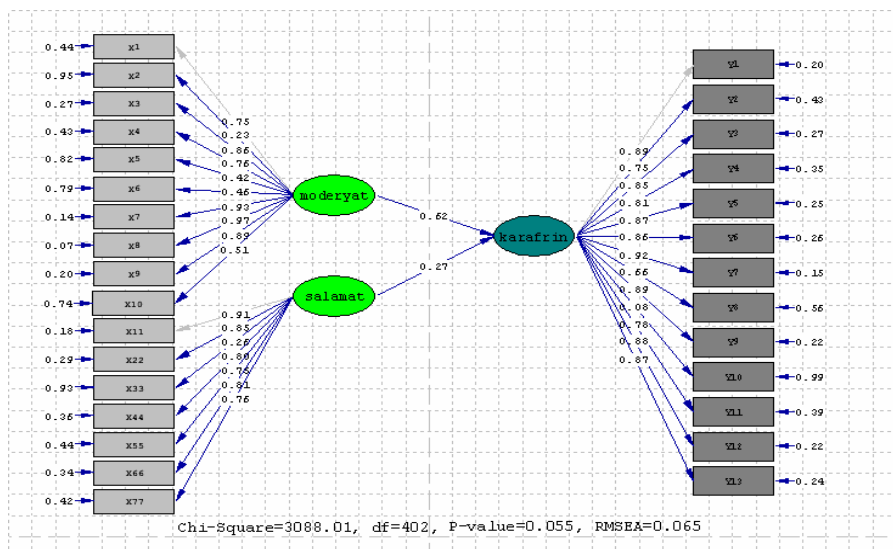 0.44 x1
0.95 x2
0.27 x3
0.43 x4
0.82 x5
0.79 x6
0.14 x7
0.07 x8
0.20 x9
0.74 X10
0.18 X11
0.29 X22
0.93 X33
0.36 X44
0.44 X55
0.34 X66
0.42 X77
0.75
0.23
0.86
0.76
0.42
0.46
0.93
0.97
0.89
0.51
0.91
0.85
0.26
0.80
0.75
0.81
0.76
moderyat
salamat
0.62
0.27
karafrin
0.89
0.75
0.85
0.81
0.87
0.86
0.92
0.66
0.89
0.08
0.78
0.88
0.87
Y1 0.20
Y2 0.43
Y3 0.27
Y4 0.35
Y5 0.25
Y6 0.26
Y7 0.15
Y8 0.56
Y9 0.22
Y10 0.99
Y11 0.39
Y12 0.22
Y13 0.24
Chi-Square=3088.01, df=402, P-value=0.055, RMSEA=0.065